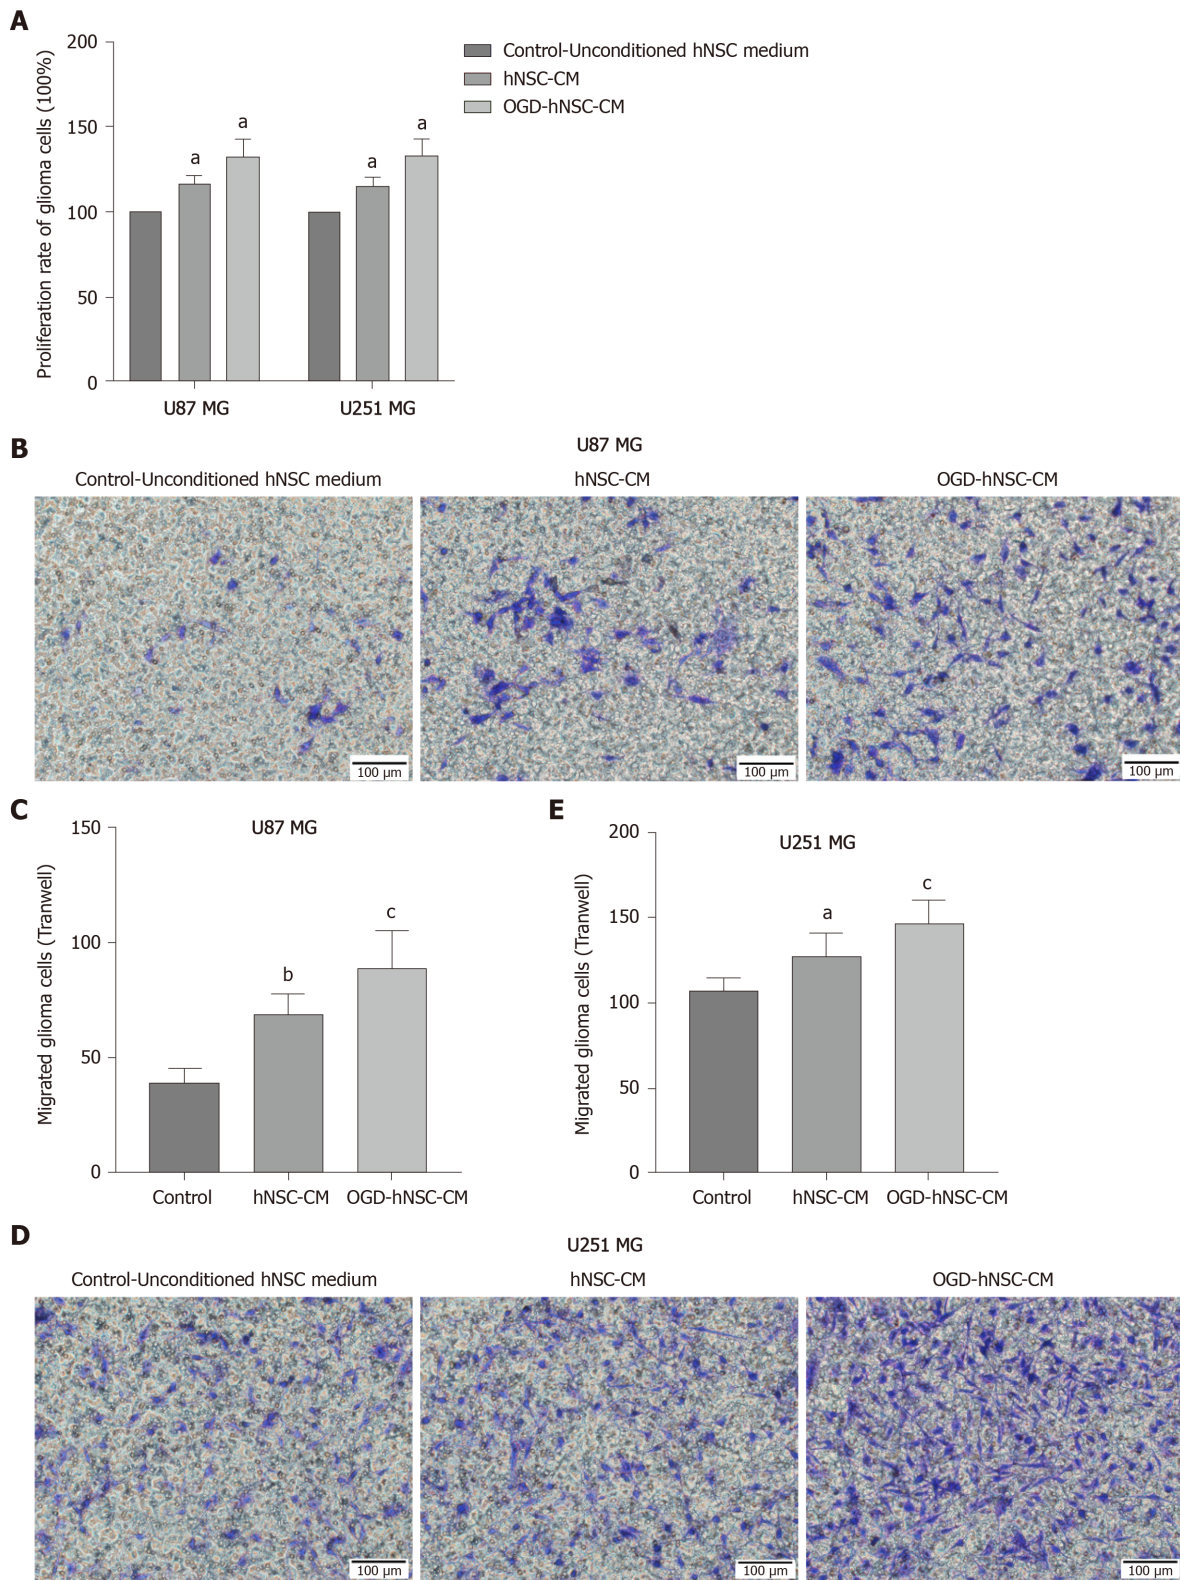 A
200
150
100
50
0
Proliferation rate of glioma cells (100%)
a
a
a
a
U87 MG
U251 MG
Control-Unconditioned hNSC medium
hNSC-CM
OGD-hNSC-CM
B
U87 MG
Control-Unconditioned hNSC medium
hNSC-CM
OGD-hNSC-CM
100 µm
100 µm
100 µm
C
U87 MG
150
100
50
0
Migrated glioma cells (Tranwell)
b
c
Control
hNSC-CM
OGD-hNSC-CM
E
U251 MG
200
150
100
50
0
Migrated glioma cells (Tranwell)
a
c
Control
hNSC-CM
OGD-hNSC-CM
D
U251 MG
Control-Unconditioned hNSC medium
hNSC-CM
OGD-hNSC-CM
100 µm
100 µm
100 µm